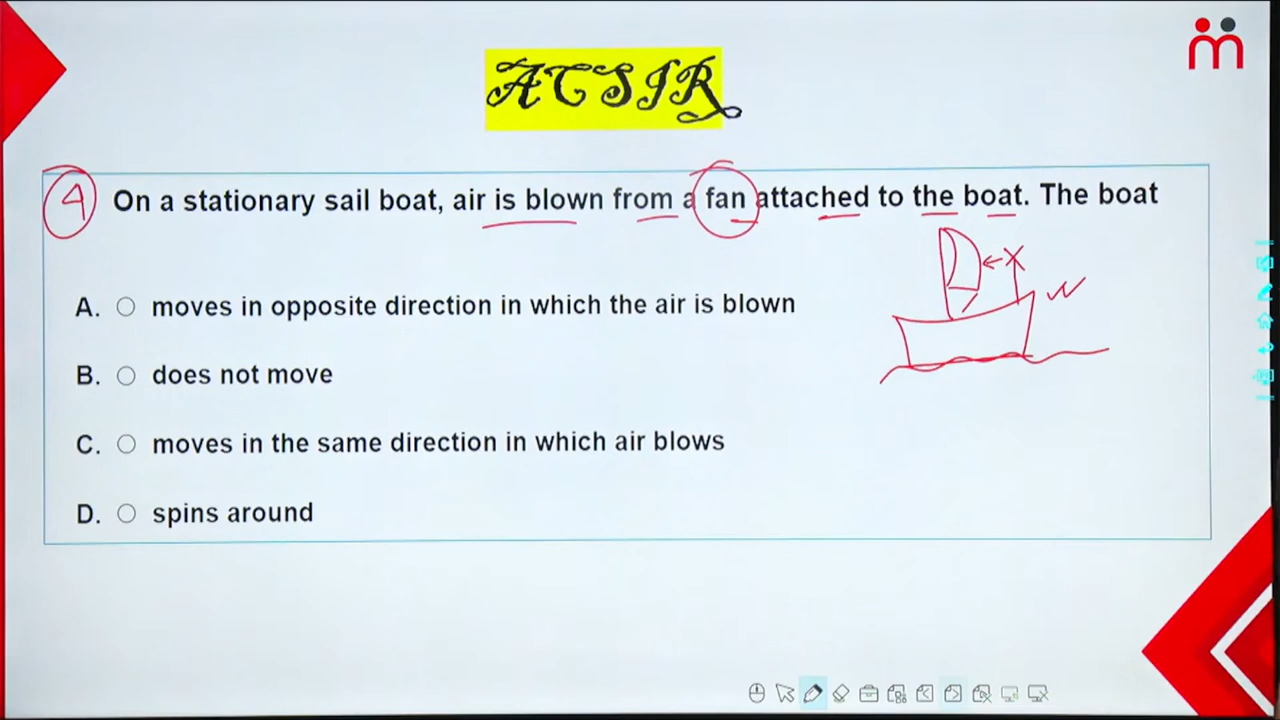 ACSIR
4 On a stationary sail boat, air is blown from a fan attached to the boat. The boat
A. moves in opposite direction in which the air is blown
B. does not move
C. moves in the same direction in which air blows
D. spins around